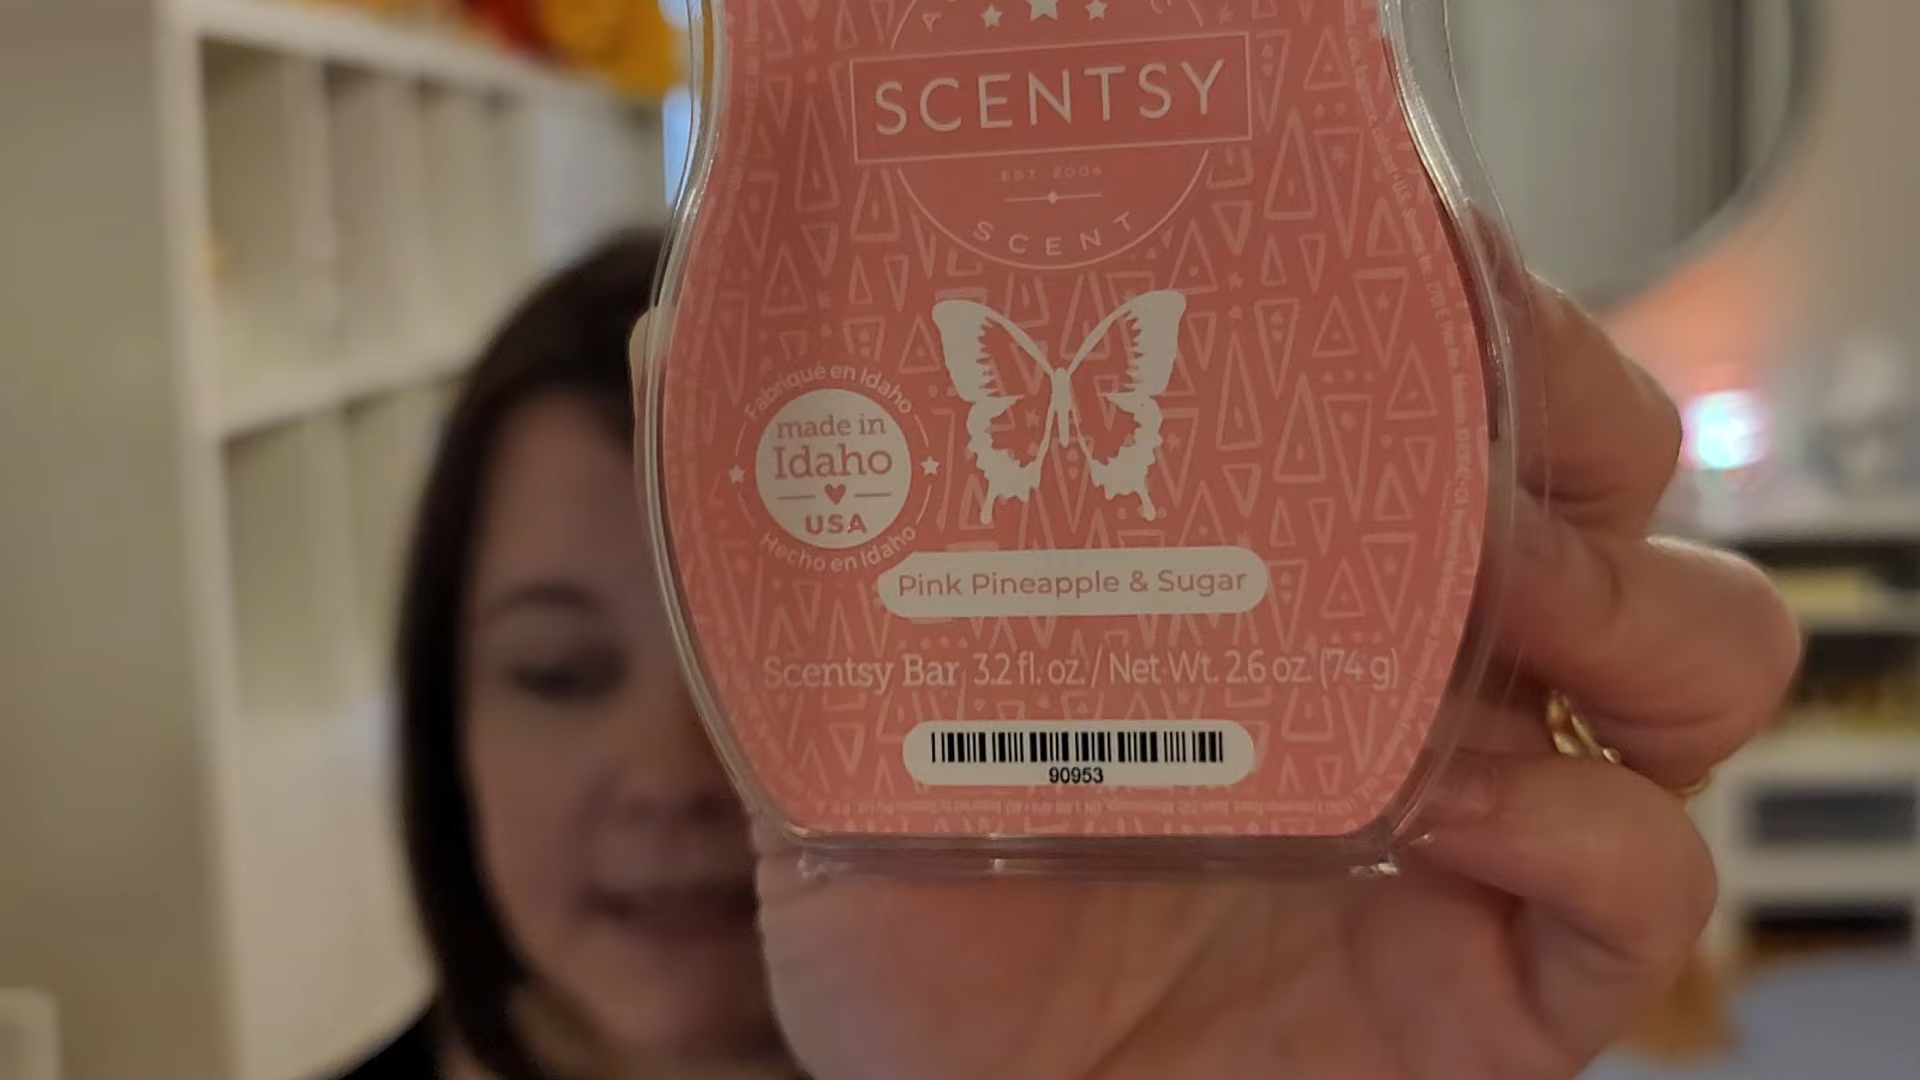 SCENTSY
EST. 2004
SCENT
Fabriqué en Idaho
made in
Idaho
USA
Hecho en Idaho
Pink Pineapple & Sugar
Scentsy Bar 3.2 fl. oz. / Net Wt. 2.6 oz. (74 g)
90953